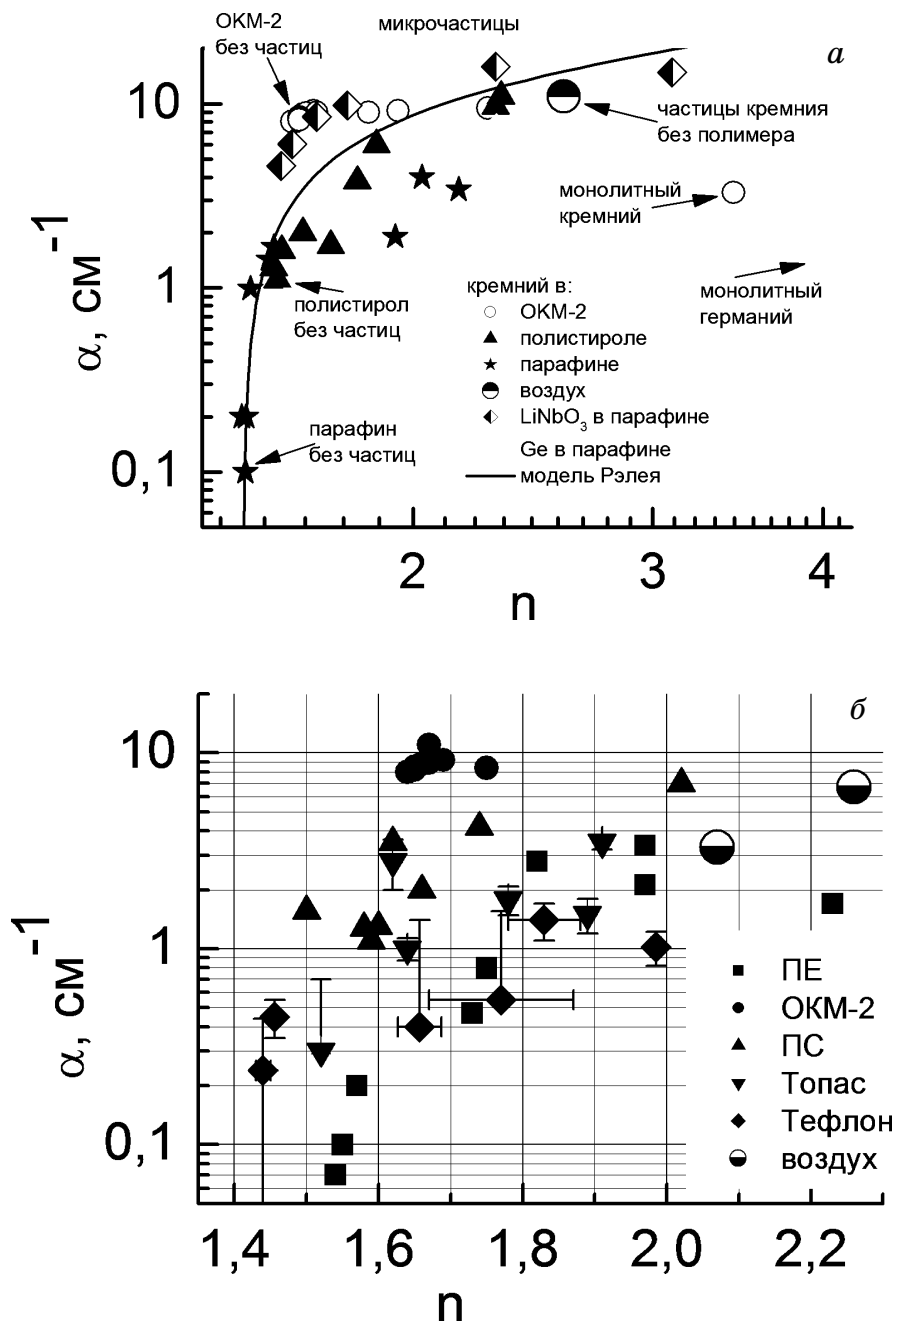 OKM-2
без частиц
микрочастицы
а
10
частицы кремния
без полимера
монолитный
кремний
α, см-1
1
монолитный
германий
полистирол
без частиц
кремний в:
OKM-2
полистироле
парафине
воздух
LiNbO3 в парафине
Ge в парафине
модель Рэлея
парафин
без частиц
0,1
2
3
4
n
б
10
α, см-1
1
ПЕ
ОКМ-2
ПС
Топас
Тефлон
воздух
0,1
1,4
1,6
1,8
2,0
2,2
n